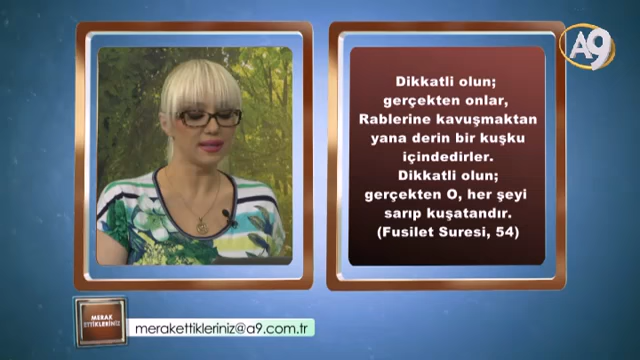 A9
Dikkatli olun;
gerçekten onlar,
Rablerine kavuşmaktan
yana derin bir kuşku
içindedirler.
Dikkatli olun;
gerçekten O, her şeyi
sarıp kuşatandır.
(Fusilet Suresi, 54)
MERAK
ETTİKLERİNİZ
merakettikleriniz@a9.com.tr